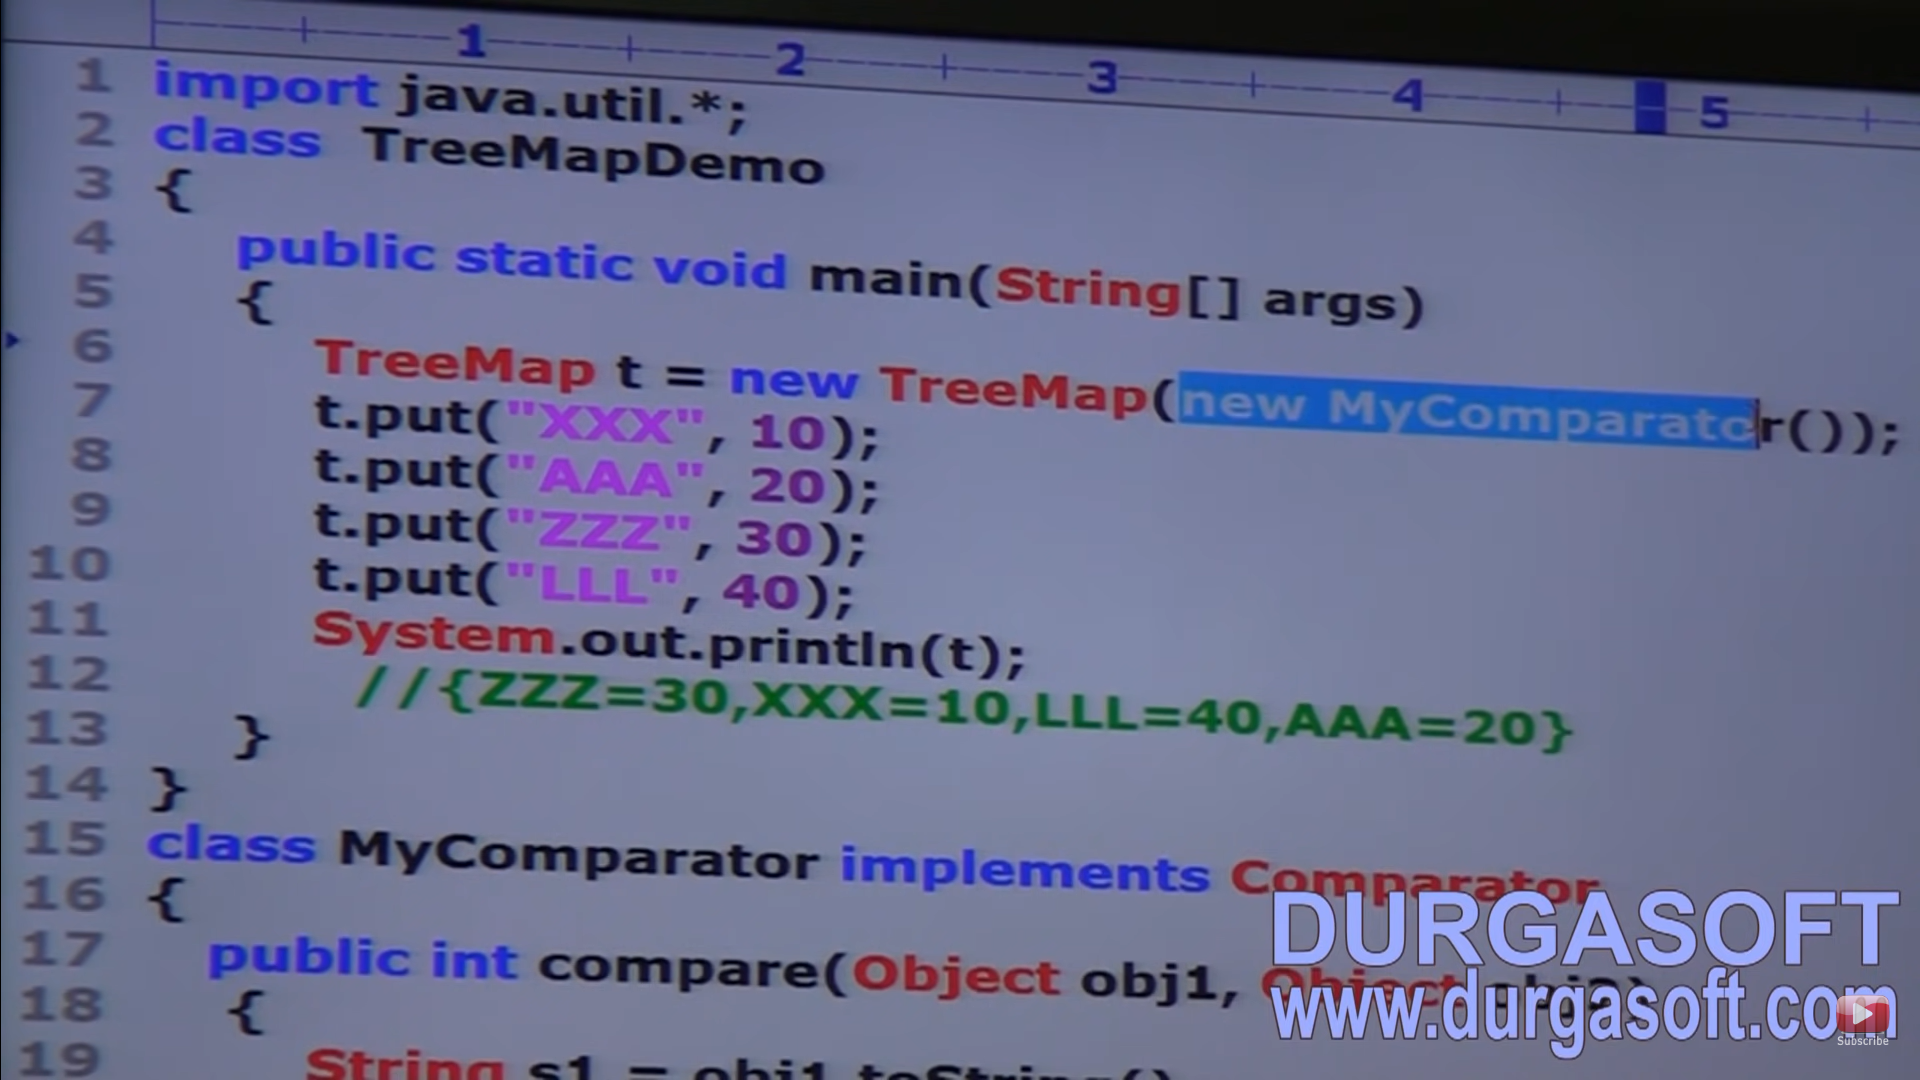 1 2 3 4 5
1 import java.util.*;
2 class TreeMapDemo
3 {
4 public static void main(String[] args)
5 {
6 TreeMap t = new TreeMap(new MyComparator());
7 t.put("XXX", 10);
8 t.put("AAA", 20);
9 t.put("ZZZ", 30);
10 t.put("LLL", 40);
11 System.out.println(t);
12 //{ZZZ=30,XXX=10,LLL=40,AAA=20}
13 }
14 }
15 class MyComparator implements Comparator
16 {
17 public int compare(Object obj1, Object obj2)
18 {
19 String s1 = obj1.toString()
DURGASOFT
www.durgasoft.com
Subscribe